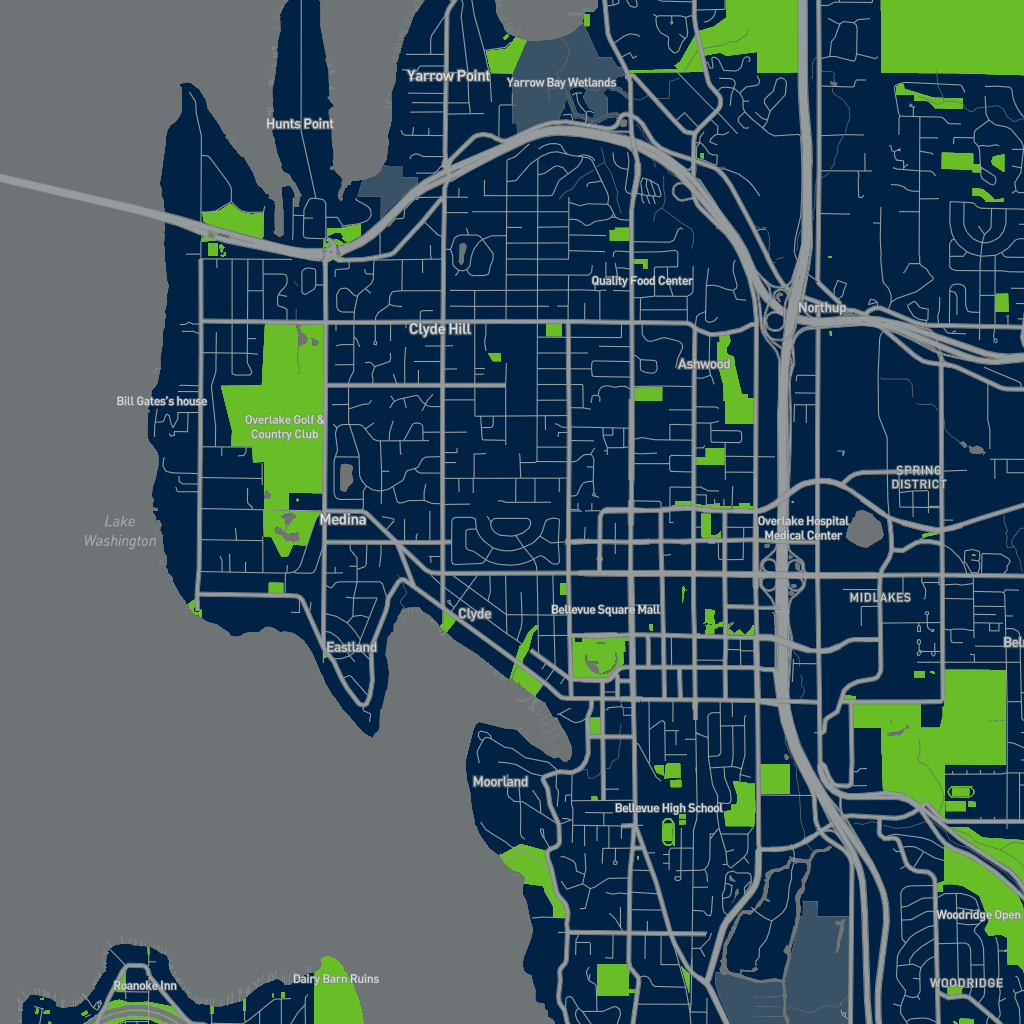 Yarrow Point
Yarrow Bay Wetlands
Hunts Point
Quality Food Center
Northup
Clyde Hill
Ashwood
Bill Gates's house
Overlake Golf &
Country Club
SPRING
DISTRICT
Lake
Washington
Medina
Overlake Hospital
Medical Center
MIDLAKES
Bellevue Square Mall
Clyde
Eastland
Moorland
Bellevue High School
Woodridge Open
Dairy Barn Ruins
Roanoke Inn
WOODRIDGE